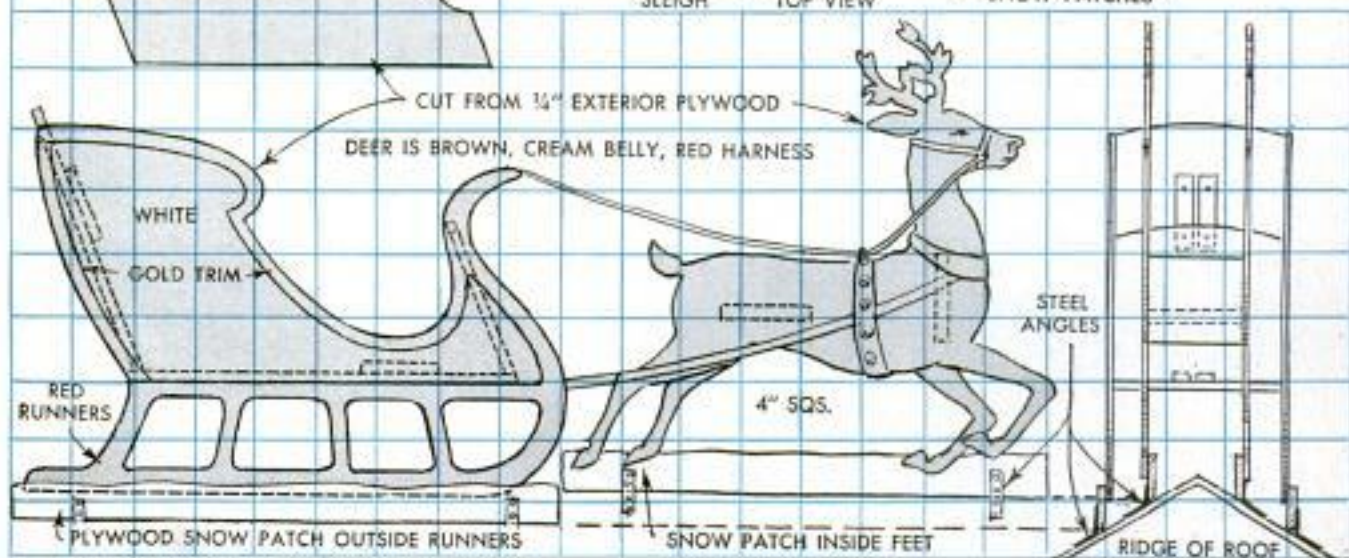 SLEIGH
TOP VIEW
CUT FROM ¼" EXTERIOR PLYWOOD
DEER IS BROWN, CREAM BELLY, RED HARNESS
WHITE
GOLD TRIM
STEEL
ANGLES
RED
RUNNERS
4" SQS.
PLYWOOD SNOW PATCH OUTSIDE RUNNERS
SNOW PATCH INSIDE FEET
RIDGE OF ROOF